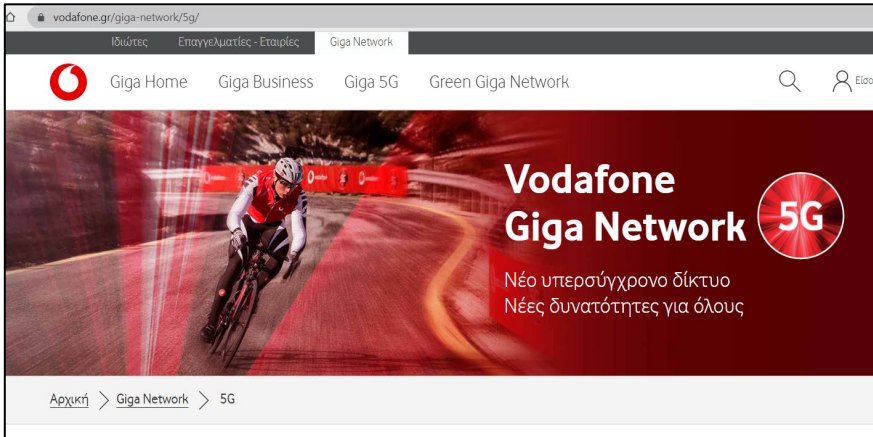 vodafone.gr/giga-network/5g/
Ιδιώτες Επαγγελματίες - Εταιρίες Giga Network
Giga Home Giga Business Giga 5G Green Giga Network
Vodafone
Giga Network 5G
Νέο υπερσύγχρονο δίκτυο
Νέες δυνατότητες για όλους
Αρχική > Giga Network > 5G